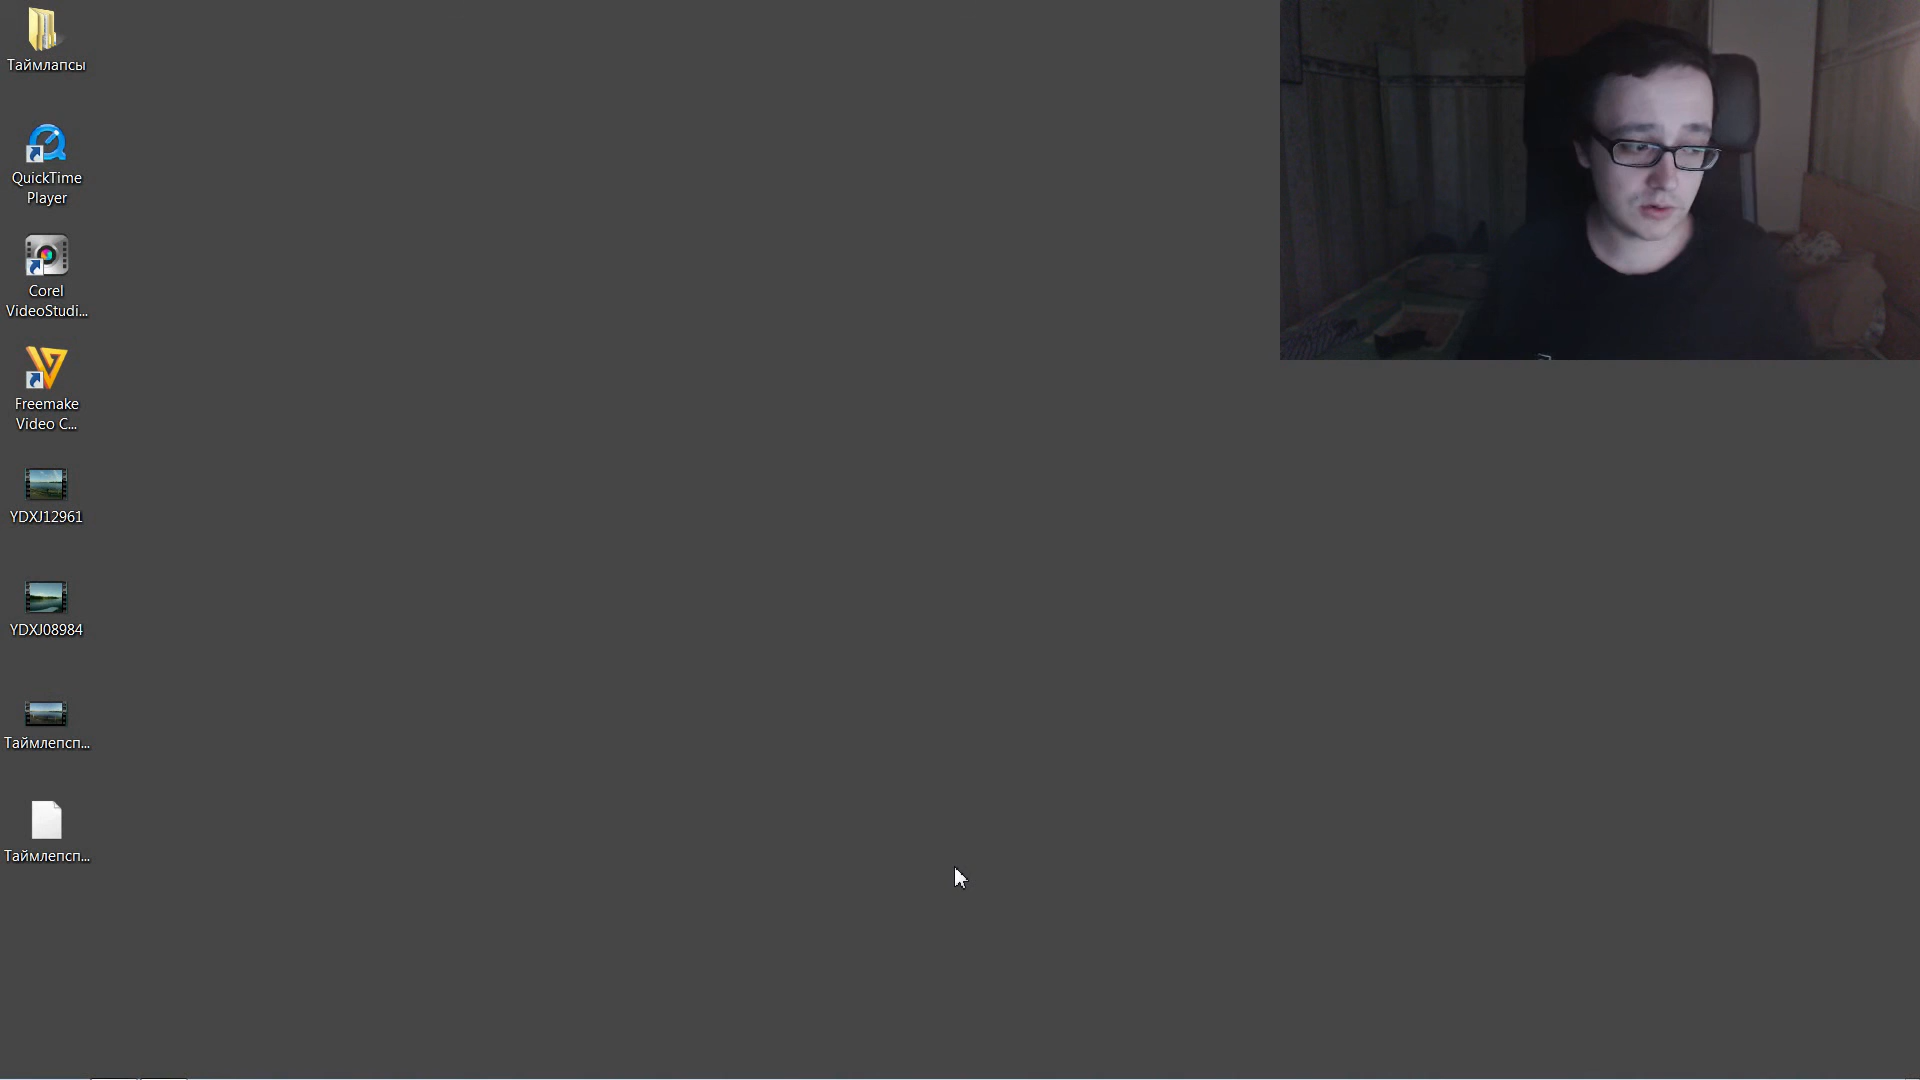 Таймлапсы
QuickTime
Player
Corel
VideoStudi...
Freemake
Video C...
YDXJ12961
YDXJ08984
Таймлепсп...
Таймлепсп...